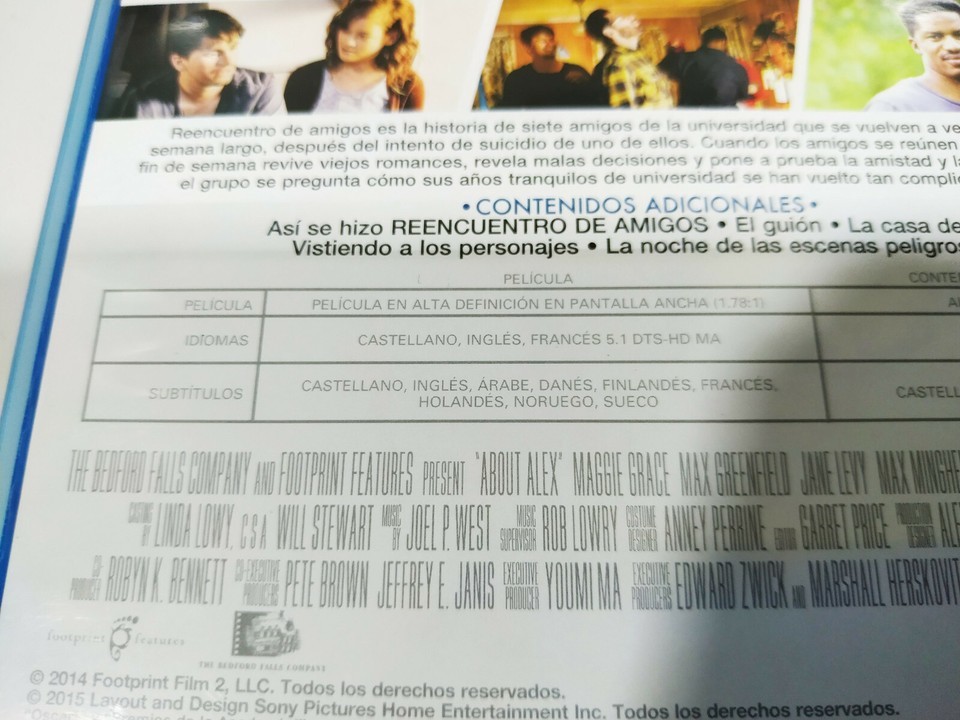 Reencuentro de amigos es la historia de siete amigos de la universidad que se vuelven a
semana largo, después del intento de suicidio de uno de ellos. Cuando los amigos se reúnen
fin de semana revive viejos romances, revela malas decisiones y pone a prueba la amistad y
el grupo se pregunta cómo sus años tranquilos de universidad se han vuelto tan
• CONTENIDOS ADICIONALES •
Así se hizo REENCUENTRO DE AMIGOS • El guión • La casa
Vistiendo a los personajes • La noche de las escenas
PELÍCULA
PELÍCULA PELÍCULA EN ALTA DEFINICIÓN EN PANTALLA ANCHA (1.78:1)
IDIOMAS CASTELLANO, INGLÉS, FRANCÉS 5.1 DTS-HD MA
SUBTÍTULOS CASTELLANO, INGLÉS, ÁRABE, DANÉS, FINLANDÉS, FRANCÉS,
HOLANDÉS, NORUEGO, SUECO
THE BEDFORD FALLS COMPANY AND FOOTPRINT FEATURES PRESENT "ABOUT ALEX" MAGGIE GRACE MAX GREENFIELD JANE LEVY MAX
CASTING BY LINDA LOWY, C S A WILL STEWART MUSIC BY JOEL P. WEST MUSIC SUPERVISOR ROB LOWRY COSTUME DESIGNER ANNEY PERRINE EDITOR GARRET PRICE PRODUCTION
CO-PRODUCER ROBYN K. BENNETT CO-EXECUTIVE PRODUCERS PETE BROWN JEFFREY E. JANIS EXECUTIVE PRODUCER YOUMI MA EXECUTIVE PRODUCERS EDWARD ZWICK AND MARSHALL
footprint features
THE BEDFORD FALLS COMPANY
© 2014 Footprint Film 2, LLC. Todos los derechos reservados.
© 2015 Layout and Design Sony Pictures Home Entertainment Inc. Todos los derechos reservados.